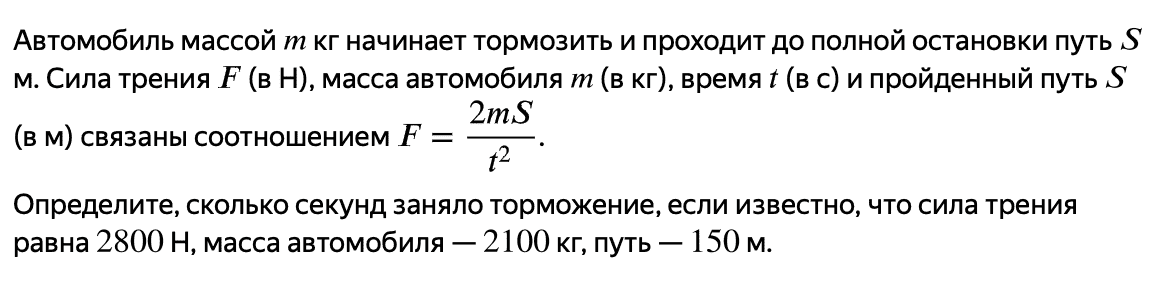 Автомобиль массой m кг начинает тормозить и проходит до полной остановки путь S
м. Сила трения F (в Н), масса автомобиля m (в кг), время t (в с) и пройденный путь S
(в м) связаны соотношением F = 2mS / t².
Определите, сколько секунд заняло торможение, если известно, что сила трения
равна 2800 Н, масса автомобиля — 2100 кг, путь — 150 м.